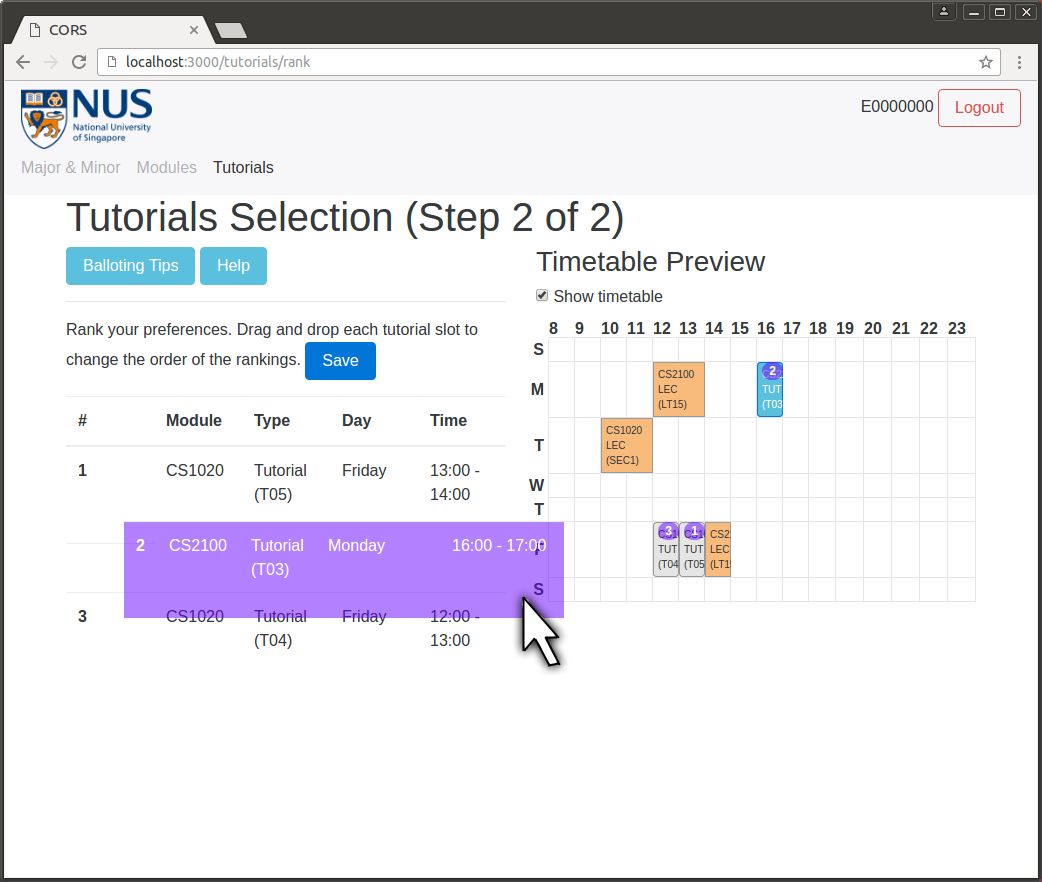 CORS
localhost:3000/tutorials/rank
NUS
National University
of Singapore
E0000000 Logout
Major & Minor Modules Tutorials
Tutorials Selection (Step 2 of 2)
Balloting Tips Help
Rank your preferences. Drag and drop each tutorial slot to
change the order of the rankings. Save
# Module Type Day Time
1 CS1020 Tutorial Friday 13:00 -
(T05) 14:00
2 CS2100 Tutorial Monday 16:00 - 17:00
(T03)
3 CS1020 Tutorial Friday 12:00 -
(T04) 13:00
Timetable Preview
Show timetable
8 9 10 11 12 13 14 15 16 17 18 19 20 21 22 23
S
M
CS2100
LEC
(LT15)
2
TUT
(T03
T
CS1020
LEC
(SEC1)
W
T
F
3
TUT
(T04
1
TUT
(T05
CS2
LEC
(LT15
S